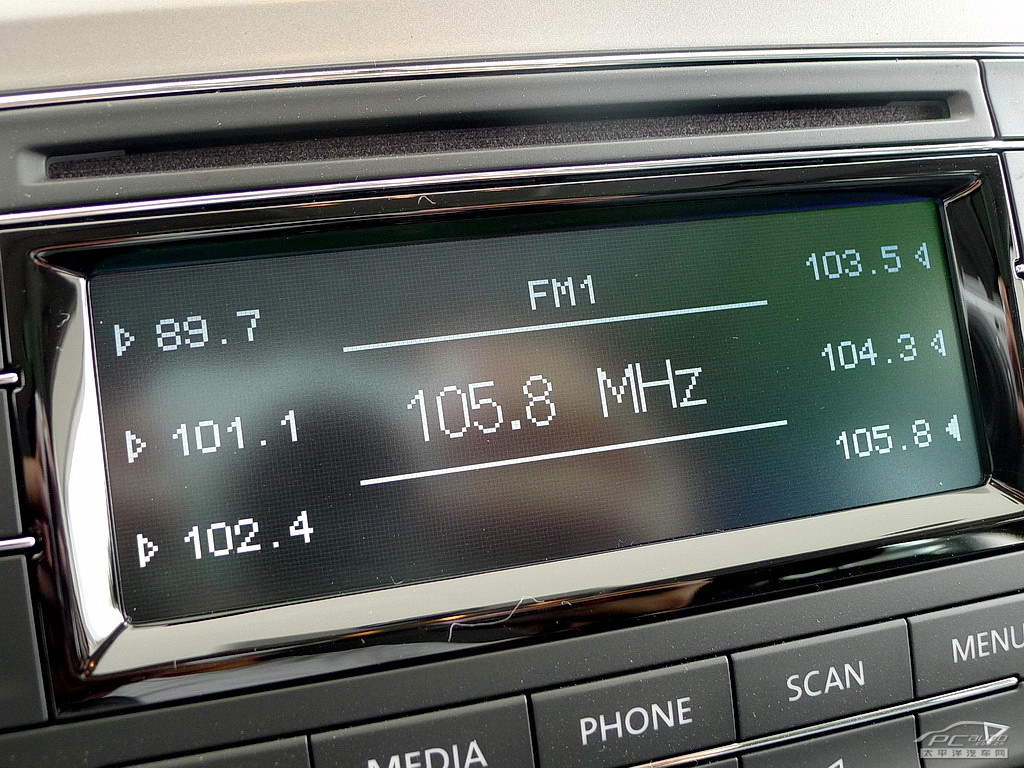 FM1
89.7
101.1
102.4
105.8 MHz
103.5
104.3
105.8
MEDIA
PHONE
SCAN
MENU
PCauto
太平洋汽车网